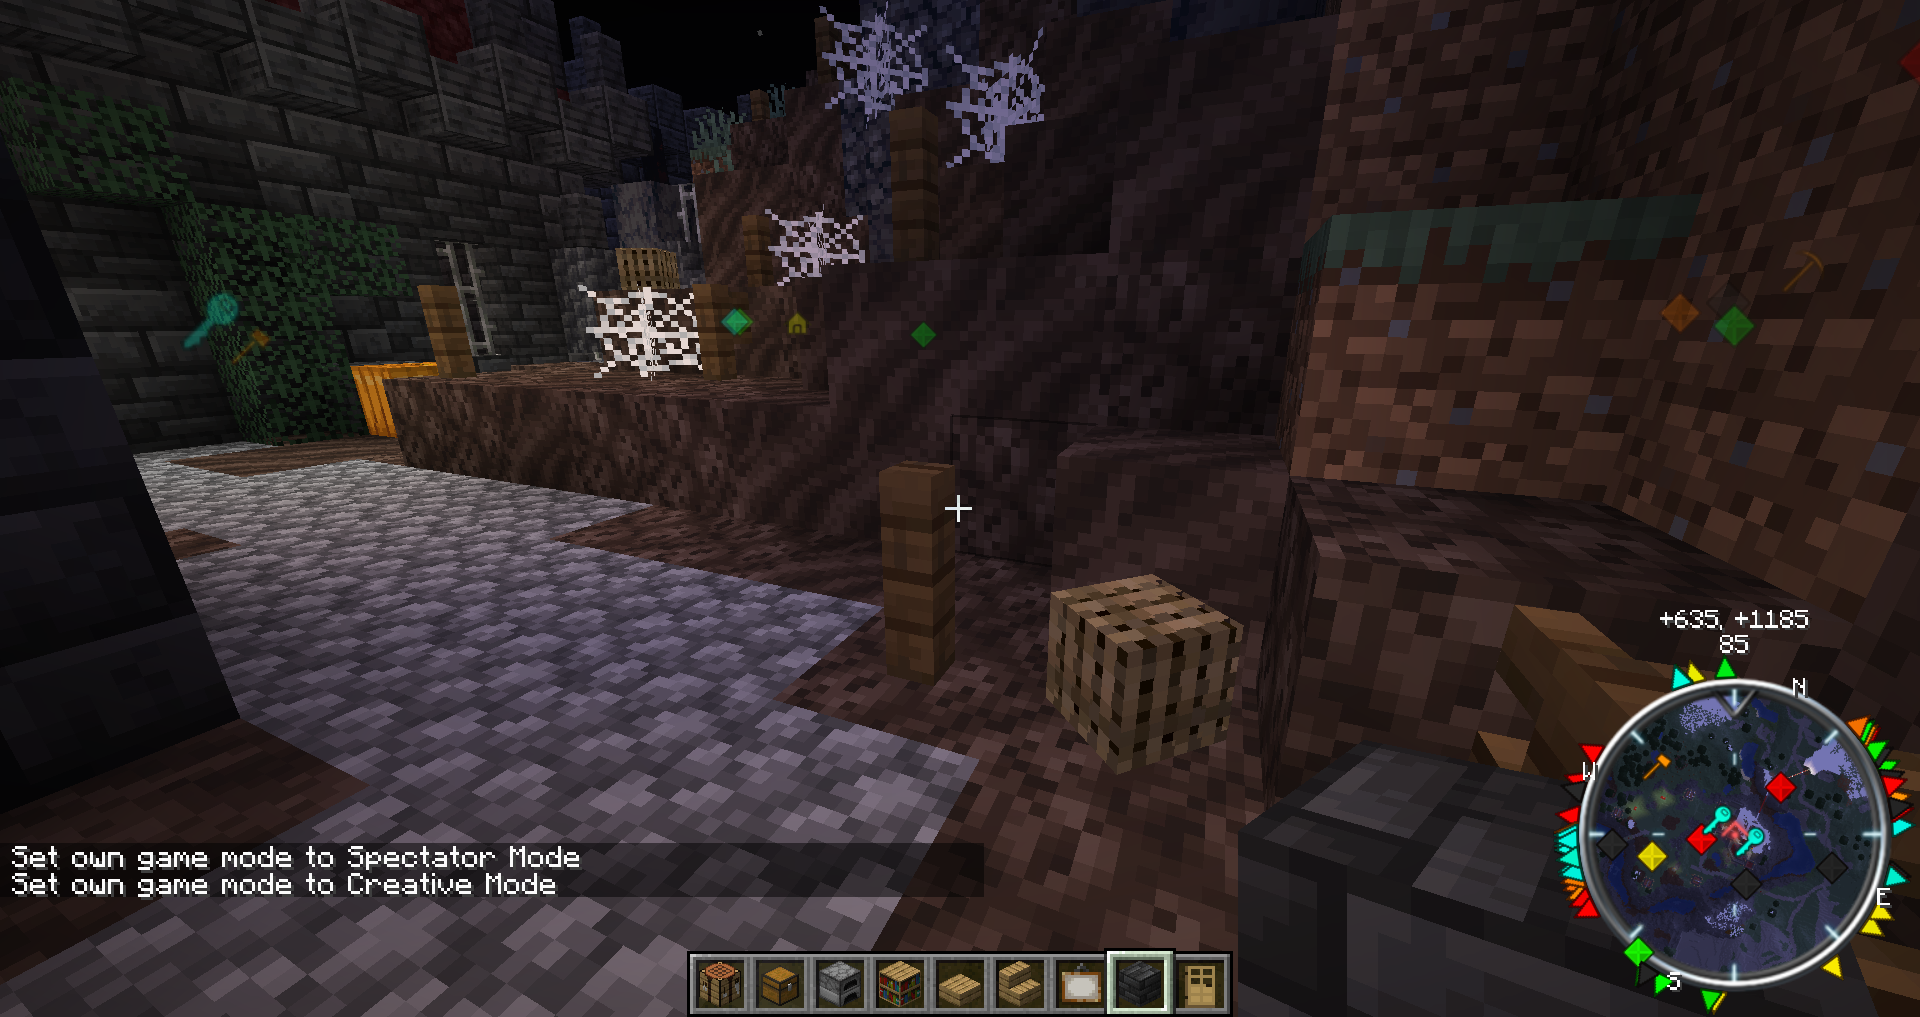 +635, +1185
85
N
W
E
S
Set own game mode to Spectator Mode
Set own game mode to Creative Mode